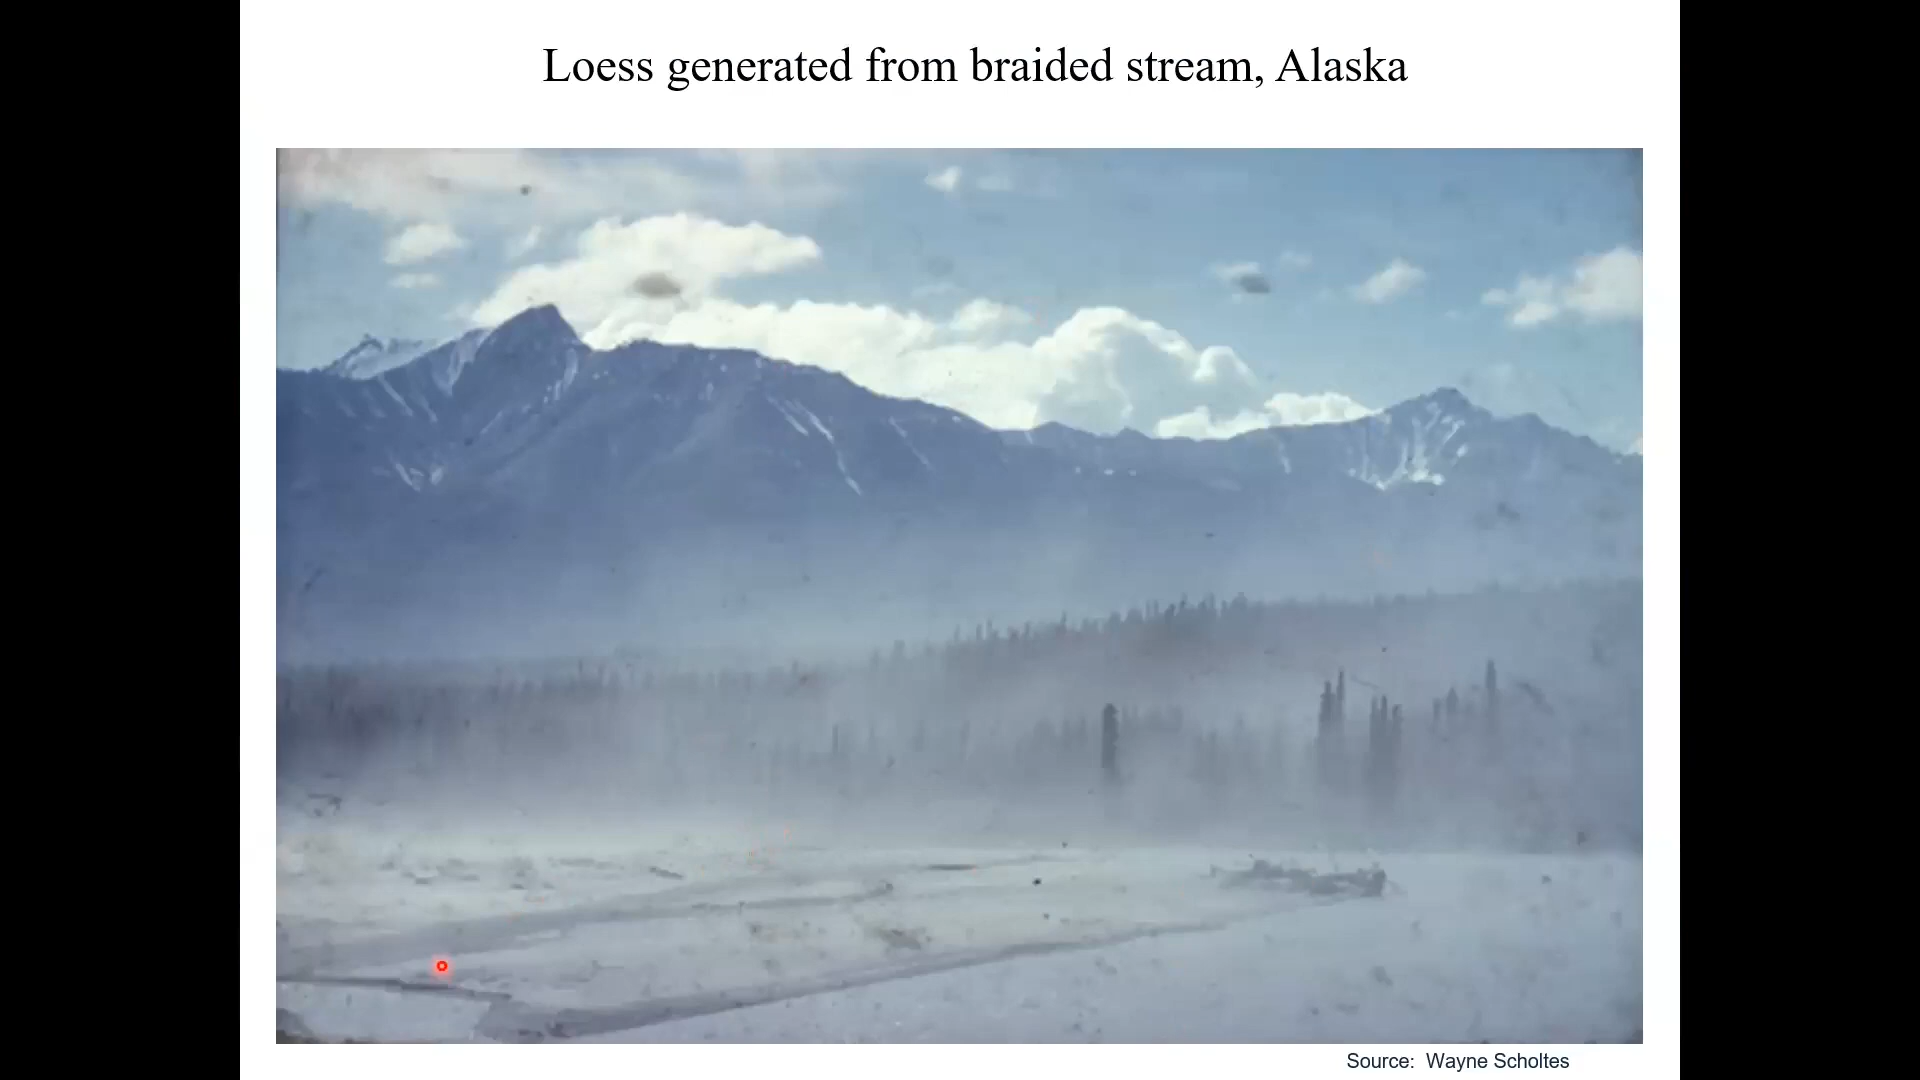 Loess generated from braided stream, Alaska
Source:  Wayne Scholtes